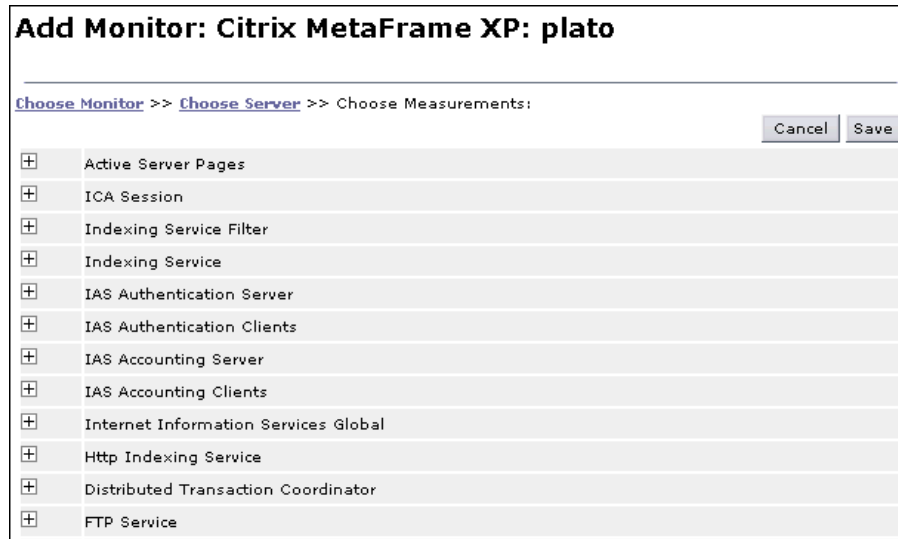 Add Monitor: Citrix MetaFrame XP: plato
Choose Monitor >> Choose Server >> Choose Measurements:
Cancel Save
Active Server Pages
ICA Session
Indexing Service Filter
Indexing Service
IAS Authentication Server
IAS Authentication Clients
IAS Accounting Server
IAS Accounting Clients
Internet Information Services Global
Http Indexing Service
Distributed Transaction Coordinator
FTP Service